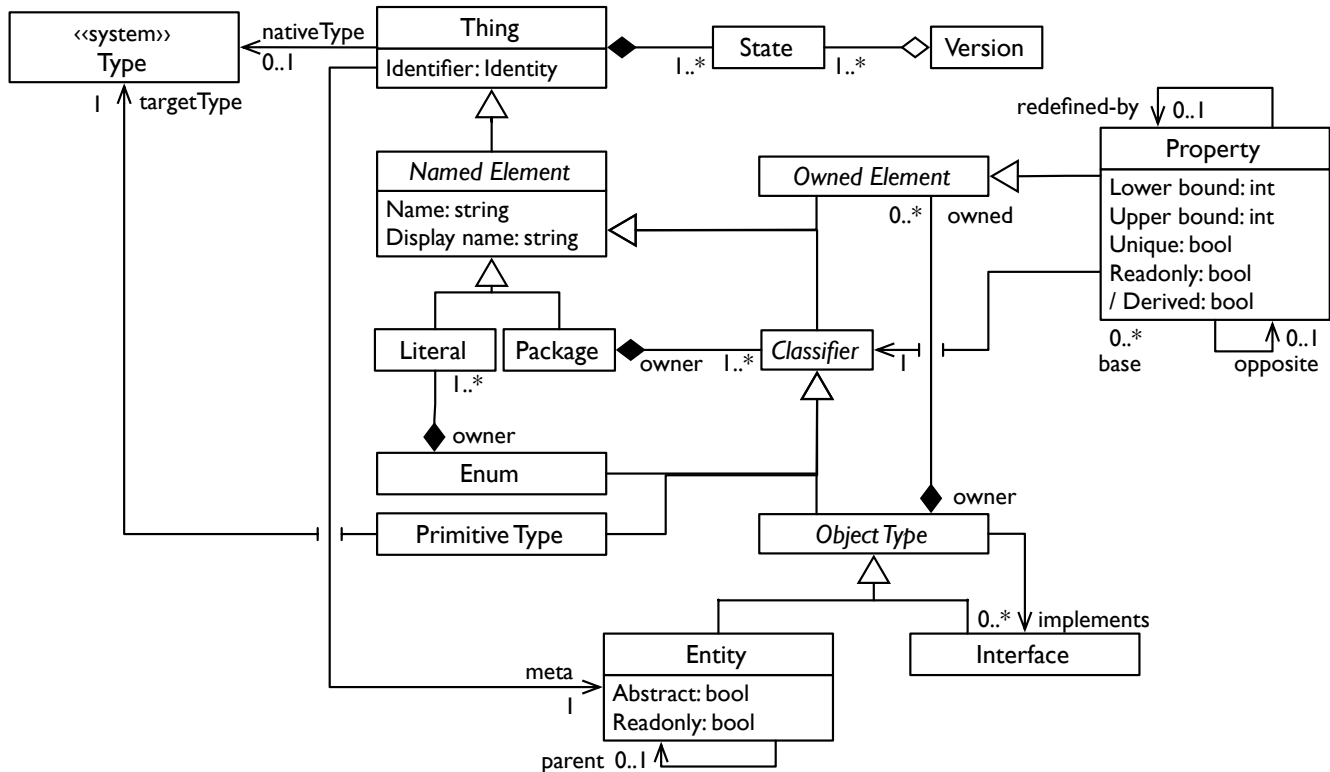 ‹‹system››
Type
nativeType
0..1
Thing
Identifier: Identity
1..*
State
1..*
Version
1
targetType
redefined-by
0..1
Named Element
Name: string
Display name: string
Owned Element
0..*
owned
Property
Lower bound: int
Upper bound: int
Unique: bool
Readonly: bool
/ Derived: bool
Literal
1..*
Package
owner
1..*
Classifier
1
0..*
base
0..1
opposite
owner
Enum
Primitive Type
owner
Object Type
0..*
implements
Interface
meta
1
Entity
Abstract: bool
Readonly: bool
parent
0..1